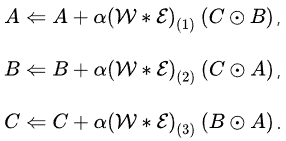 A ⇐ A + α(𝒲 * ℰ)₍₁₎ (C ⊙ B),
B ⇐ B + α(𝒲 * ℰ)₍₂₎ (C ⊙ A),
C ⇐ C + α(𝒲 * ℰ)₍₃₎ (B ⊙ A).